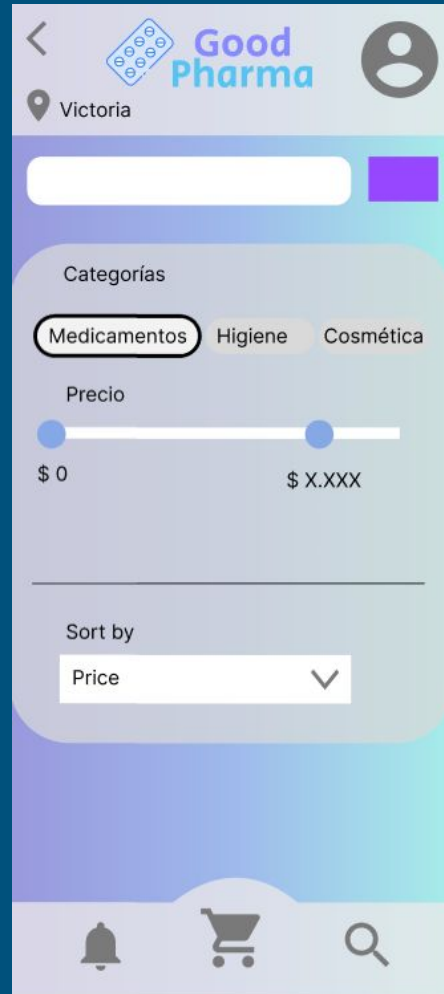 Good
Pharma
Victoria
Categorías
Medicamentos Higiene Cosmética
Precio
$ 0 $ X.XXX
Sort by
Price